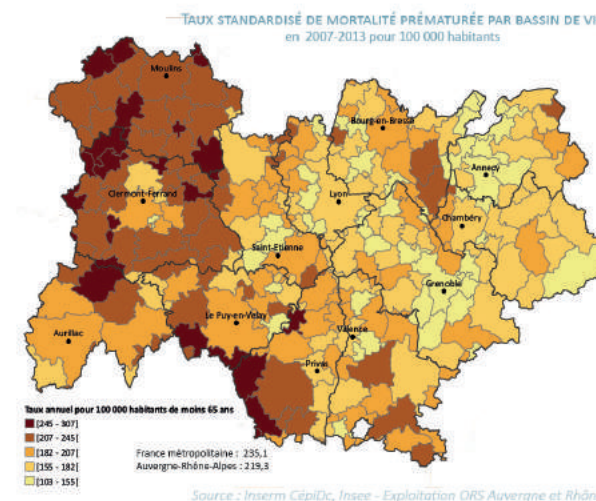 TAUX STANDARDISÉ DE MORTALITÉ PRÉMATURÉE PAR BASSIN DE VI
en 2007-2013 pour 100 000 habitants
Moulins
Bourg-en-Bresse
Annecy
Clermont-Ferrand
Lyon
Chambéry
Saint-Etienne
Grenoble
Le Puy-en-Velay
Aurillac
Valence
Privas
Taux annuel pour 100 000 habitants de moins 65 ans
[245 - 307]
[207 - 245[
[182 - 207[
[155 - 182[
[103 - 155[
France métropolitaine : 235,1
Auvergne-Rhône-Alpes : 219,3
Source : Inserm CépiDc, Insee - Exploitation ORS Auvergne et Rhôn